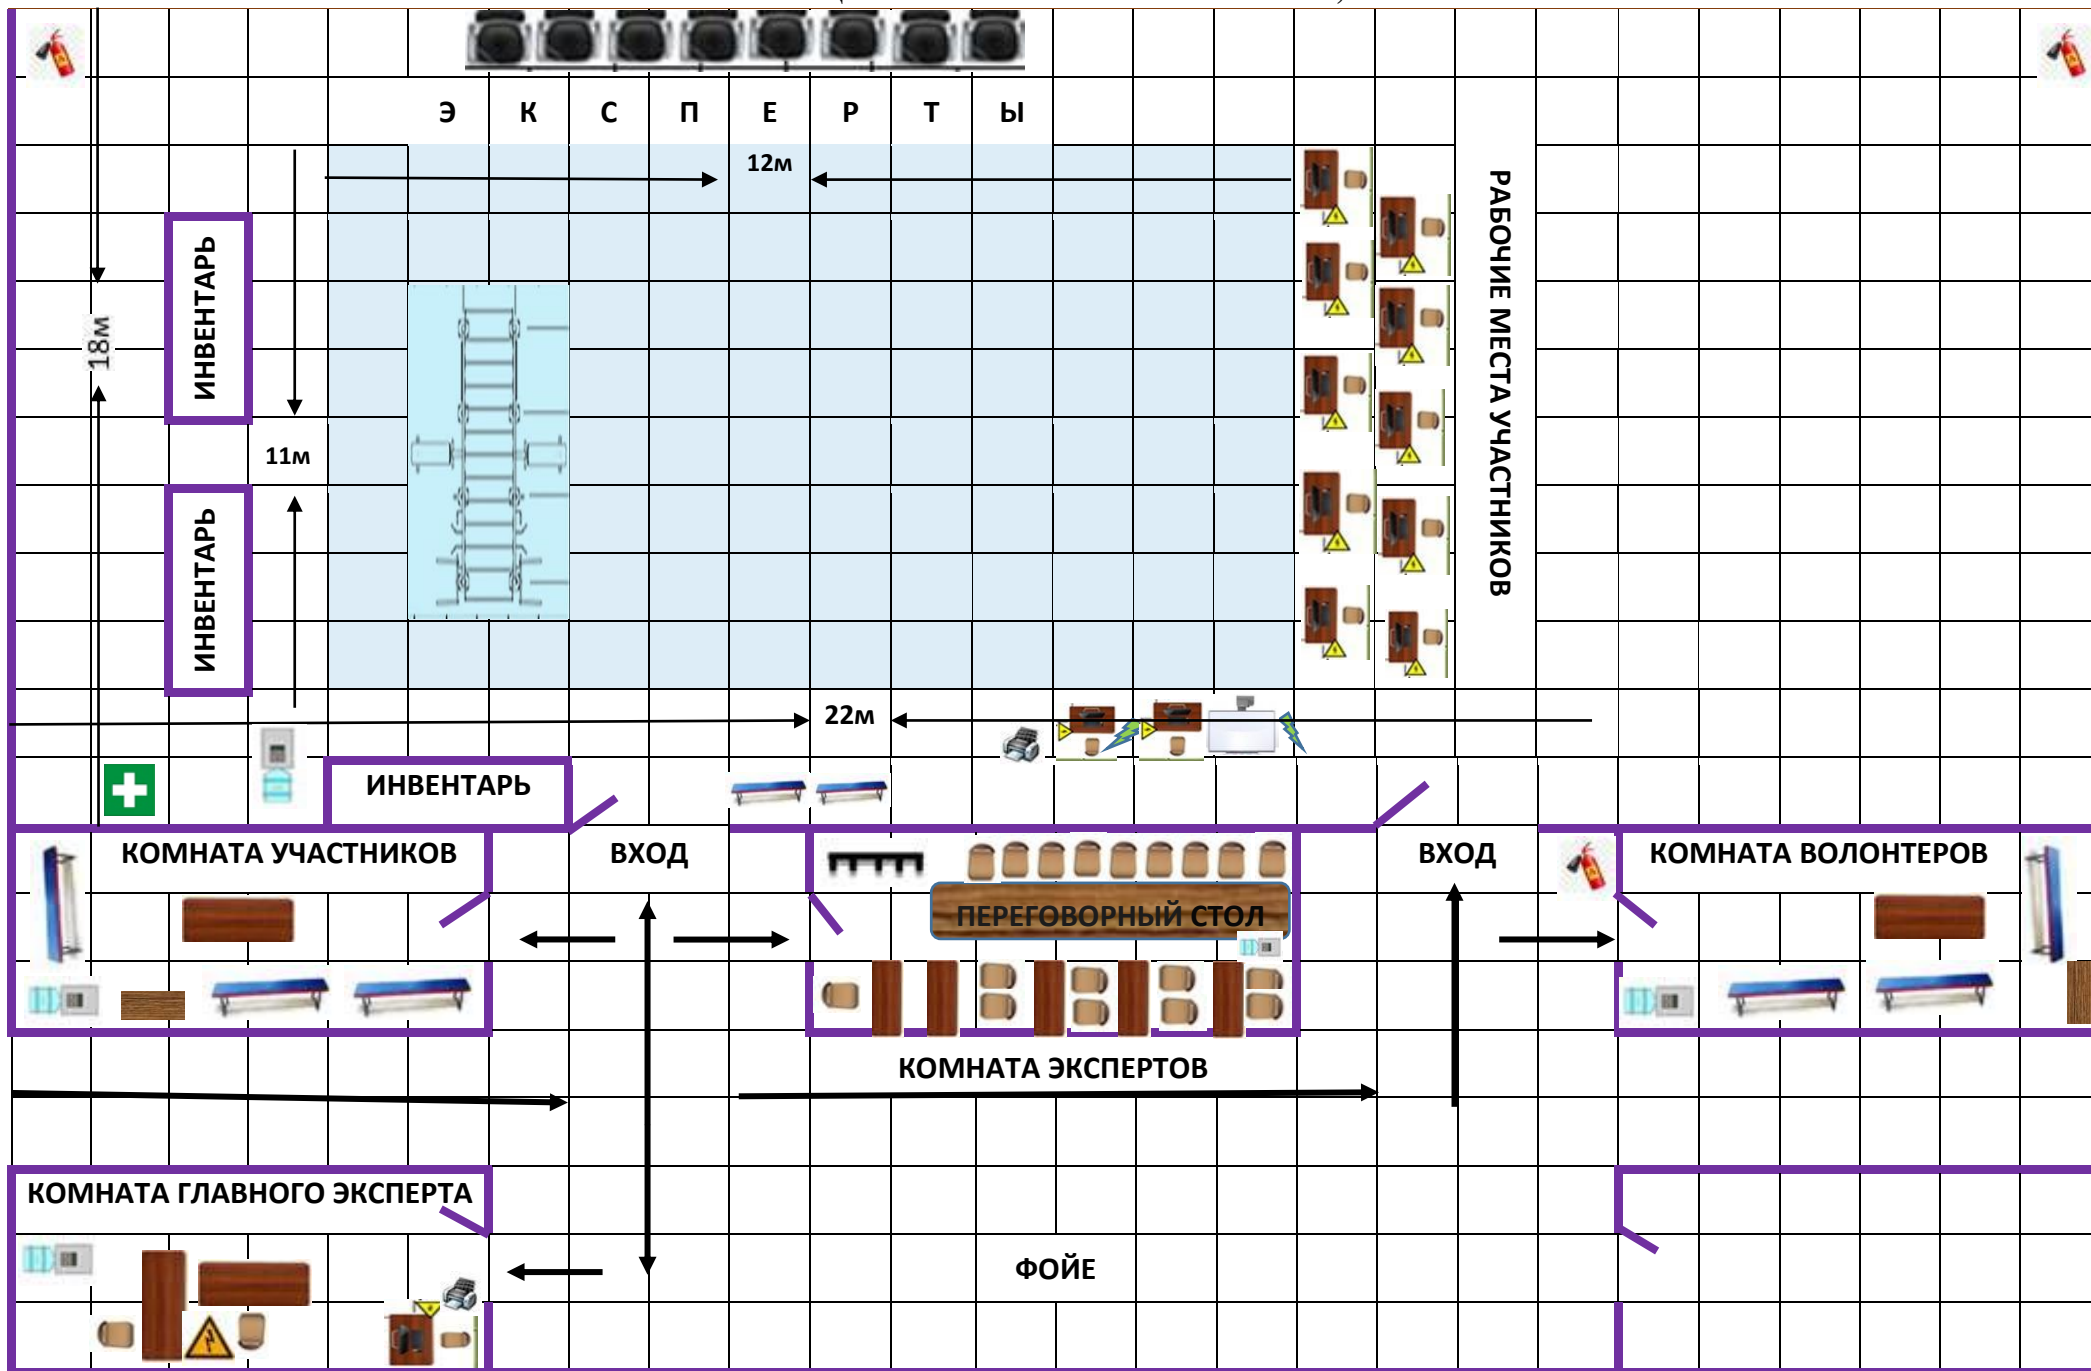 Э К С П Е Р Т Ы
12м
РАБОЧИЕ МЕСТА УЧАСТНИКОВ
ИНВЕНТАРЬ
18м
11м
ИНВЕНТАРЬ
22м
ИНВЕНТАРЬ
КОМНАТА УЧАСТНИКОВ
ВХОД
ВХОД
КОМНАТА ВОЛОНТЕРОВ
ПЕРЕГОВОРНЫЙ СТОЛ
КОМНАТА ЭКСПЕРТОВ
КОМНАТА ГЛАВНОГО ЭКСПЕРТА
ФОЙЕ